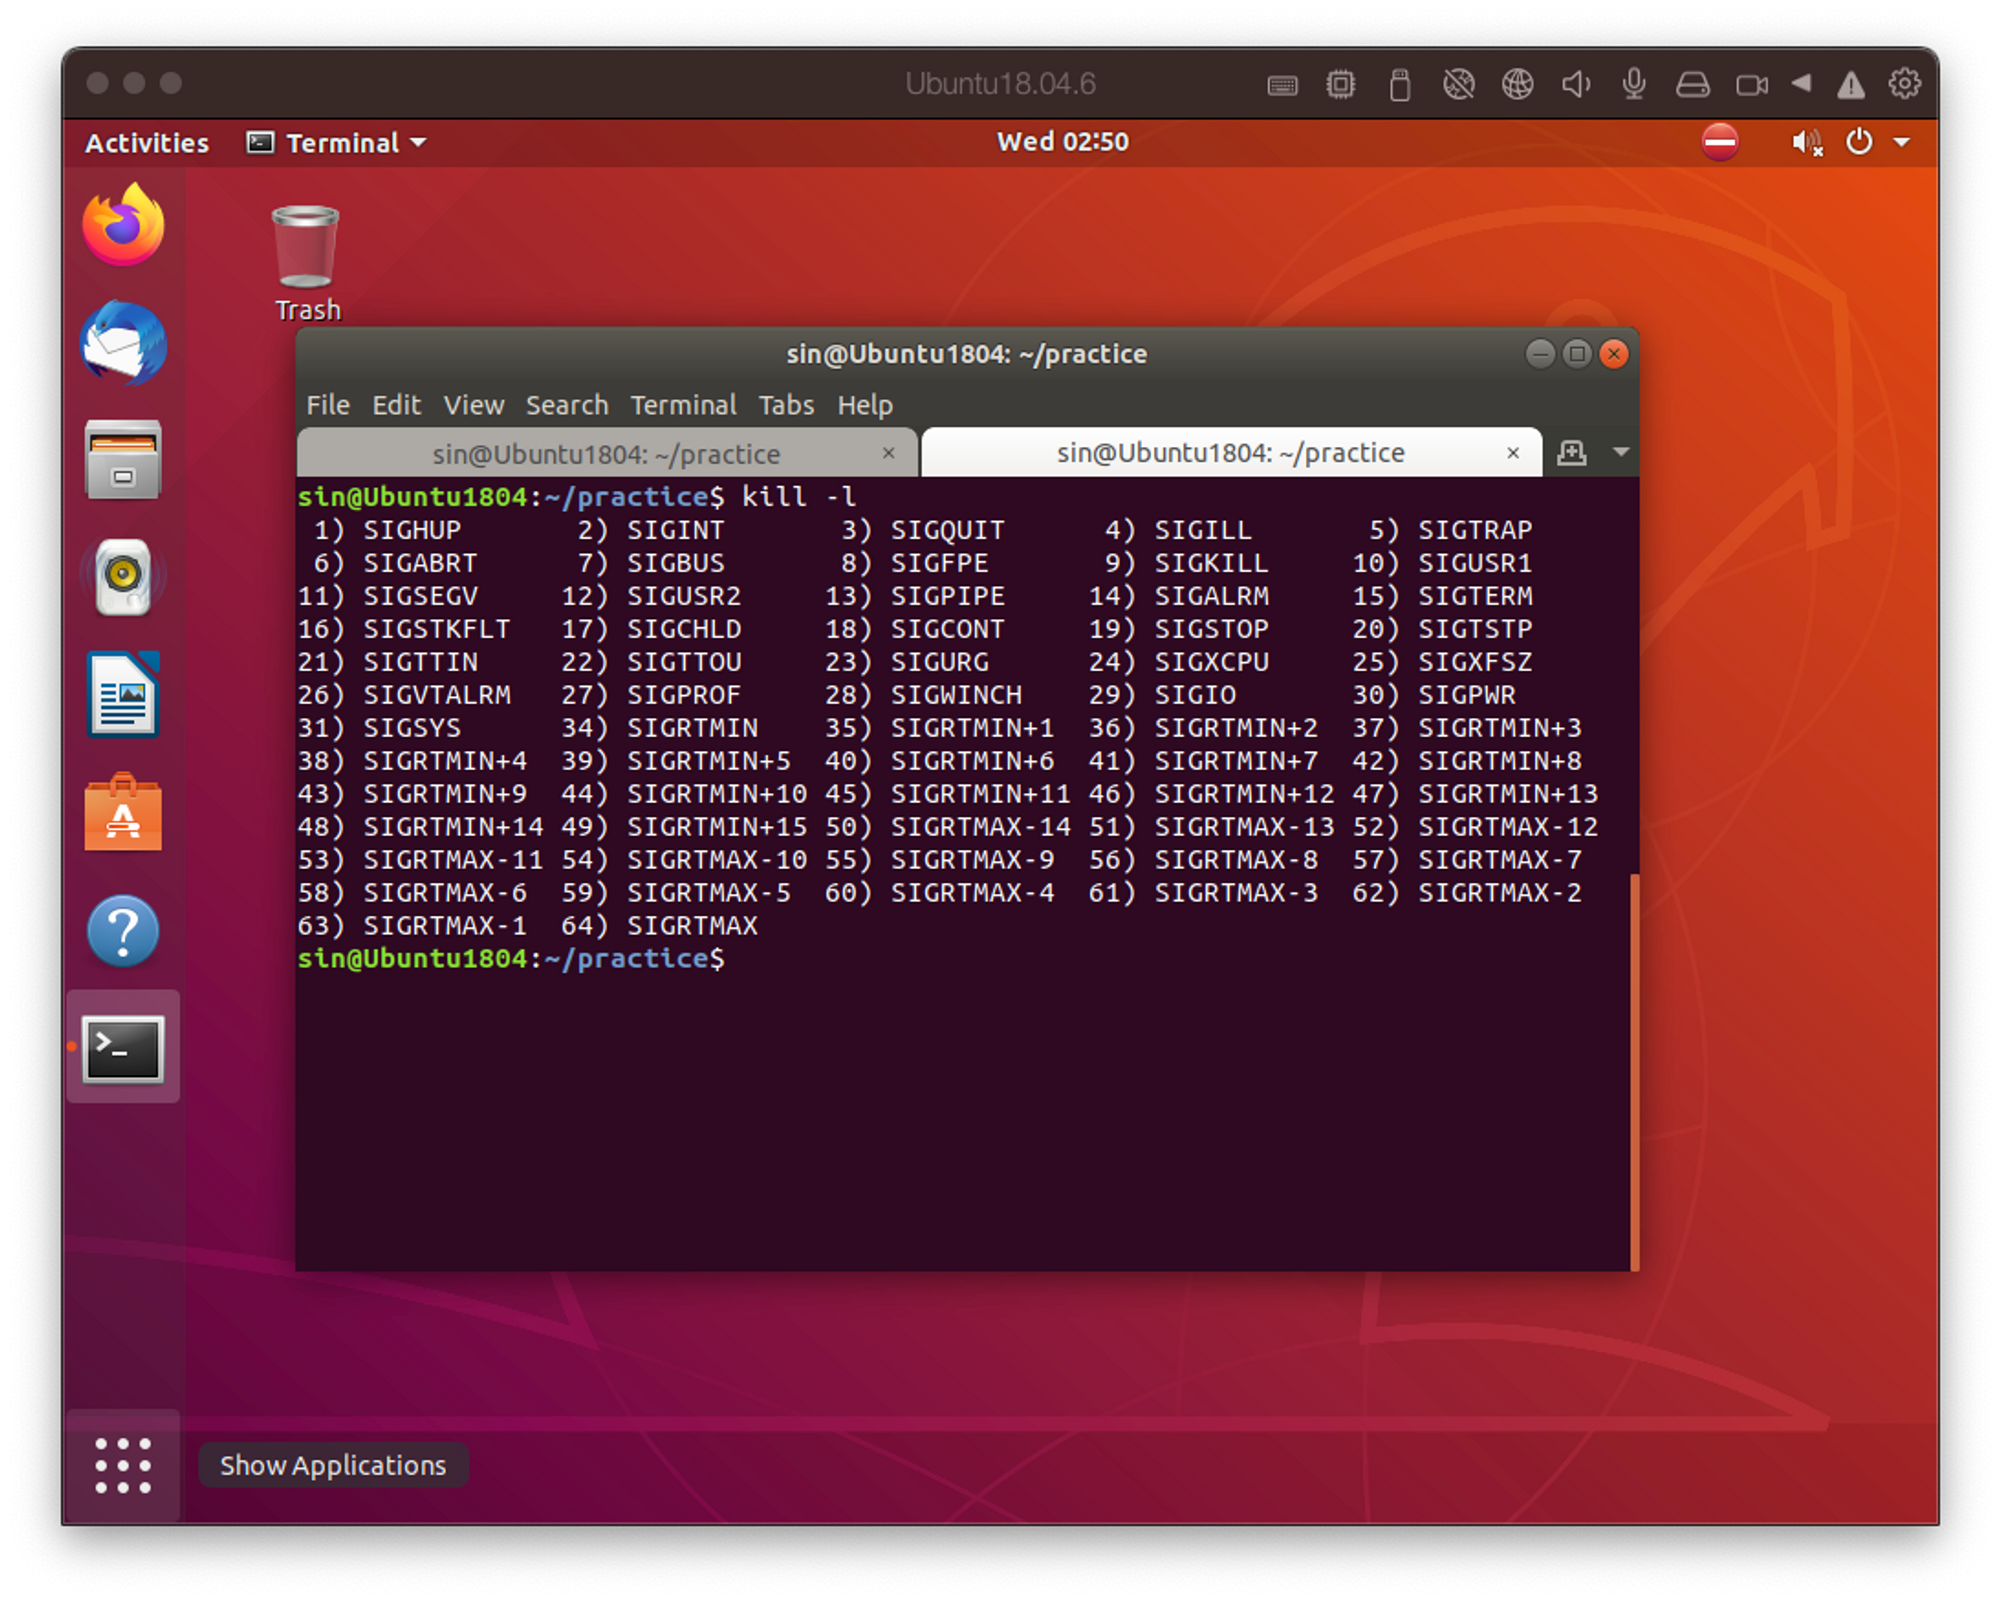 Ubuntu18.04.6
Activities Terminal Wed 02:50
Trash
sin@Ubuntu1804: ~/practice
File Edit View Search Terminal Tabs Help
sin@Ubuntu1804: ~/practice × sin@Ubuntu1804: ~/practice ×
sin@Ubuntu1804:~/practice$ kill -l
1) SIGHUP 2) SIGINT 3) SIGQUIT 4) SIGILL 5) SIGTRAP
6) SIGABRT 7) SIGBUS 8) SIGFPE 9) SIGKILL 10) SIGUSR1
11) SIGSEGV 12) SIGUSR2 13) SIGPIPE 14) SIGALRM 15) SIGTERM
16) SIGSTKFLT 17) SIGCHLD 18) SIGCONT 19) SIGSTOP 20) SIGTSTP
21) SIGTTIN 22) SIGTTOU 23) SIGURG 24) SIGXCPU 25) SIGXFSZ
26) SIGVTALRM 27) SIGPROF 28) SIGWINCH 29) SIGIO 30) SIGPWR
31) SIGSYS 34) SIGRTMIN 35) SIGRTMIN+1 36) SIGRTMIN+2 37) SIGRTMIN+3
38) SIGRTMIN+4 39) SIGRTMIN+5 40) SIGRTMIN+6 41) SIGRTMIN+7 42) SIGRTMIN+8
43) SIGRTMIN+9 44) SIGRTMIN+10 45) SIGRTMIN+11 46) SIGRTMIN+12 47) SIGRTMIN+13
48) SIGRTMIN+14 49) SIGRTMIN+15 50) SIGRTMAX-14 51) SIGRTMAX-13 52) SIGRTMAX-12
53) SIGRTMAX-11 54) SIGRTMAX-10 55) SIGRTMAX-9 56) SIGRTMAX-8 57) SIGRTMAX-7
58) SIGRTMAX-6 59) SIGRTMAX-5 60) SIGRTMAX-4 61) SIGRTMAX-3 62) SIGRTMAX-2
63) SIGRTMAX-1 64) SIGRTMAX
sin@Ubuntu1804:~/practice$
Show Applications